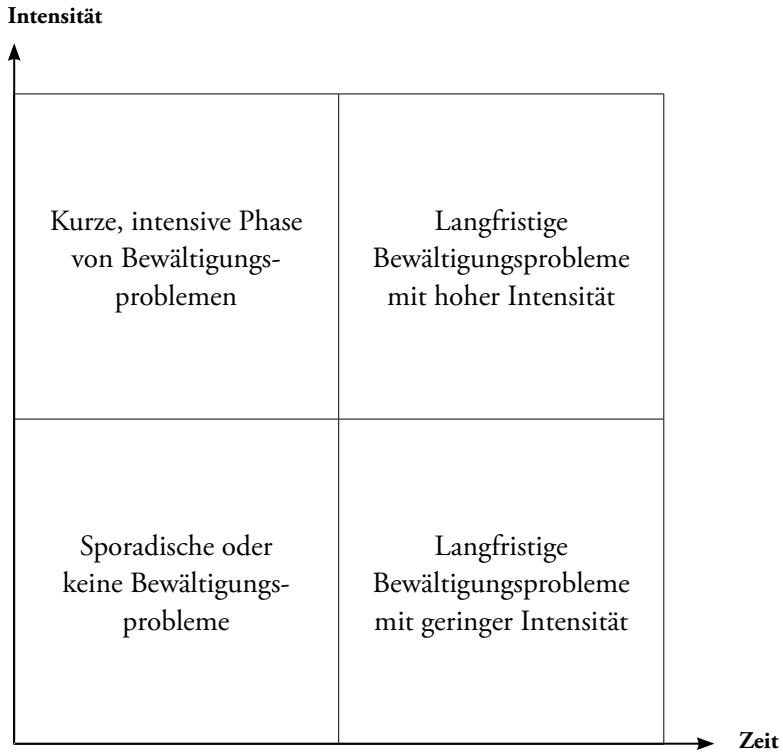 Intensität
Kurze, intensive Phase
von Bewältigungs-
problemen
Langfristige
Bewältigungsprobleme
mit hoher Intensität
Sporadische oder
keine Bewältigungs-
probleme
Langfristige
Bewältigungsprobleme
mit geringer Intensität
Zeit